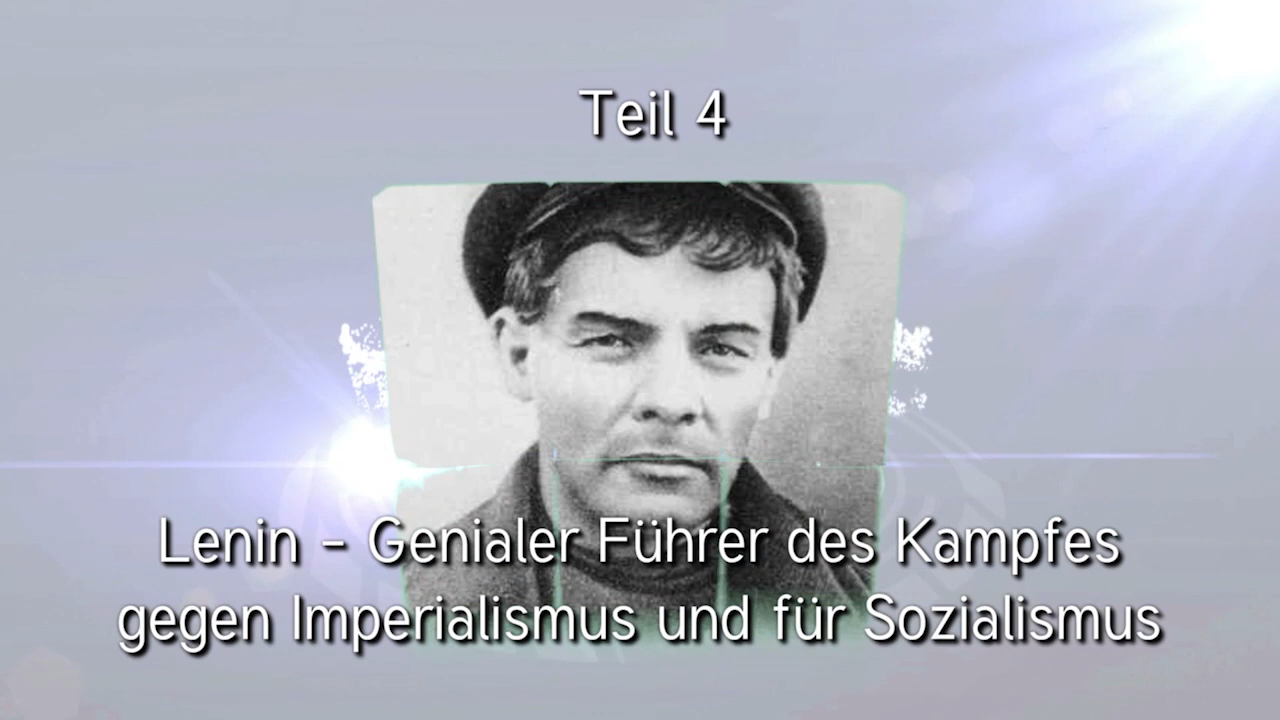 Teil 4
Lenin – Genialer Führer des Kampfes
gegen Imperialismus und für Sozialismus